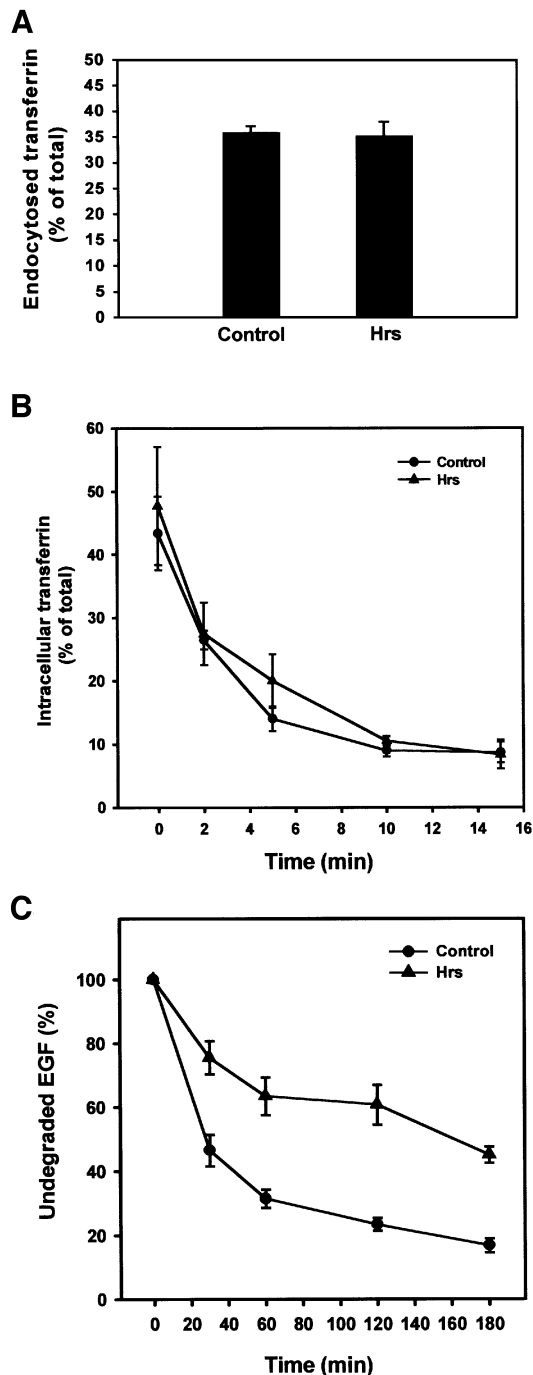 A
Endocytosed transferrin
(% of total)
50
45
40
35
30
25
20
15
10
5
0
Control
Hrs
B
Intracellular transferrin
(% of total)
60
50
40
30
20
10
0
Control
Hrs
0 2 4 6 8 10 12 14 16
Time (min)
C
Undegraded EGF (%)
100
80
60
40
20
0
Control
Hrs
0 20 40 60 80 100 120 140 160 180
Time (min)